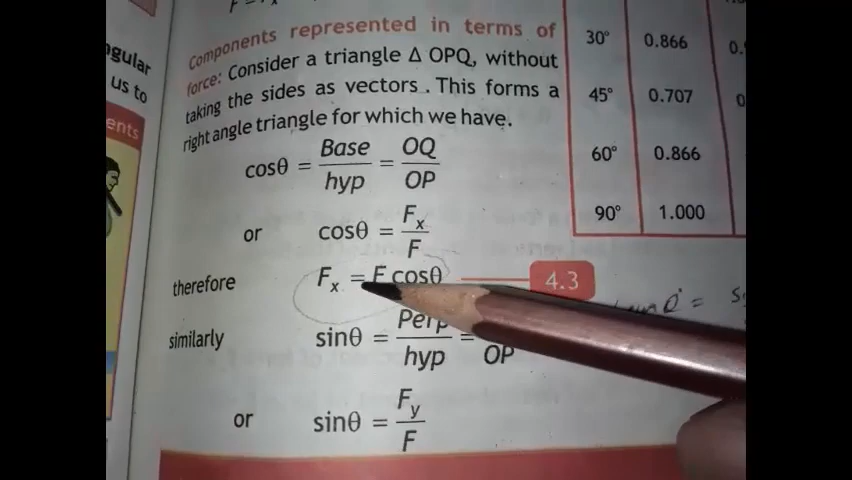 Components represented in terms of
force: Consider a triangle Δ OPQ, without
taking the sides as vectors . This forms a
right angle triangle for which we have.
cosθ = Base/hyp = OQ/OP
or cosθ = Fₓ/F
therefore Fₓ = F cosθ 4.3
similarly sinθ = Perp/hyp = /OP
or sinθ = Fy/F
gular
us to
ents
30° 0.866 0.
45° 0.707 0
60° 0.866
90° 1.000